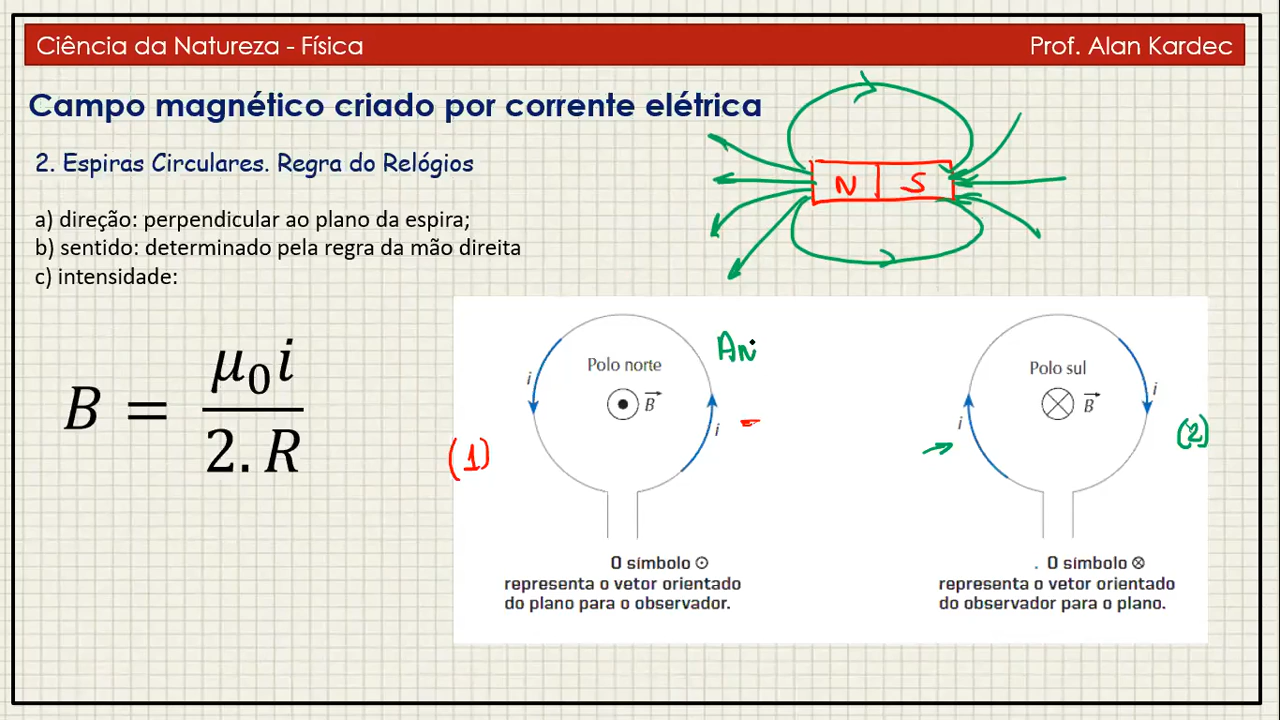 Ciência da Natureza - Física
Prof. Alan Kardec
Campo magnético criado por corrente elétrica
2. Espiras Circulares. Regra do Relógios
a) direção: perpendicular ao plano da espira;
b) sentido: determinado pela regra da mão direita
c) intensidade:
B = μ₀i / 2.R
N S
(1)
Polo norte
B
i
i
An
O símbolo ⊙
representa o vetor orientado
do plano para o observador.
Polo sul
B
i
i
(2)
O símbolo ⊗
representa o vetor orientado
do observador para o plano.